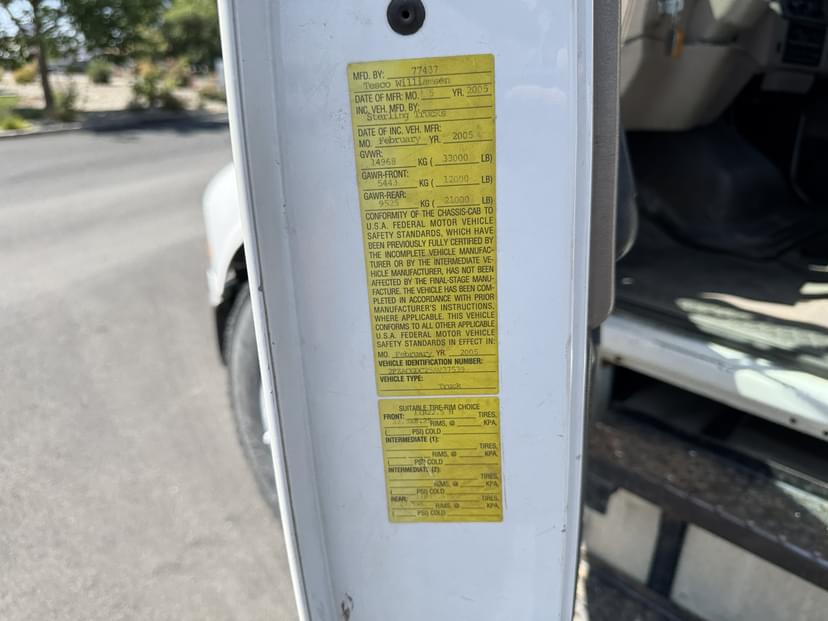 77437
MFD. BY:
Tesco Williamsen
DATE OF MFR: MO. 5 YR. 2005
INC. VEH. MFD. BY:
Sterling Trucks
DATE OF INC. VEH. MFR:
MO. February YR. 2005
GVWR:
14968 KG ( 33000 LB)
GAWR-FRONT:
5443 KG ( 12000 LB)
GAWR-REAR:
9525 KG ( 21000 LB)
CONFORMITY OF THE CHASSIS-CAB TO
U.S.A. FEDERAL MOTOR VEHICLE
SAFETY STANDARDS, WHICH HAVE
BEEN PREVIOUSLY FULLY CERTIFIED BY
THE INCOMPLETE VEHICLE MANUFAC-
TURER OR BY THE INTERMEDIATE VE-
HICLE MANUFACTURER, HAS NOT BEEN
AFFECTED BY THE FINAL-STAGE MANU-
FACTURE. THE VEHICLE HAS BEEN COM-
PLETED IN ACCORDANCE WITH PRIOR
MANUFACTURER'S INSTRUCTIONS,
WHERE APPLICABLE. THIS VEHICLE
CONFORMS TO ALL OTHER APPLICABLE
U.S.A. FEDERAL MOTOR VEHICLE
SAFETY STANDARDS IN EFFECT IN:
MO. February YR. 2005
VEHICLE IDENTIFICATION NUMBER:
VEHICLE TYPE:
Truck
SUITABLE TIRE-RIM CHOICE
FRONT: TIRES,
RIMS, @ KPA,
( PSI) COLD
INTERMEDIATE (1):
TIRES,
RIMS, @ KPA,
( PSI) COLD
INTERMEDIATE (2):
TIRES,
RIMS, @ KPA,
( PSI) COLD
REAR: TIRES,
RIMS, @ KPA,
( PSI) COLD